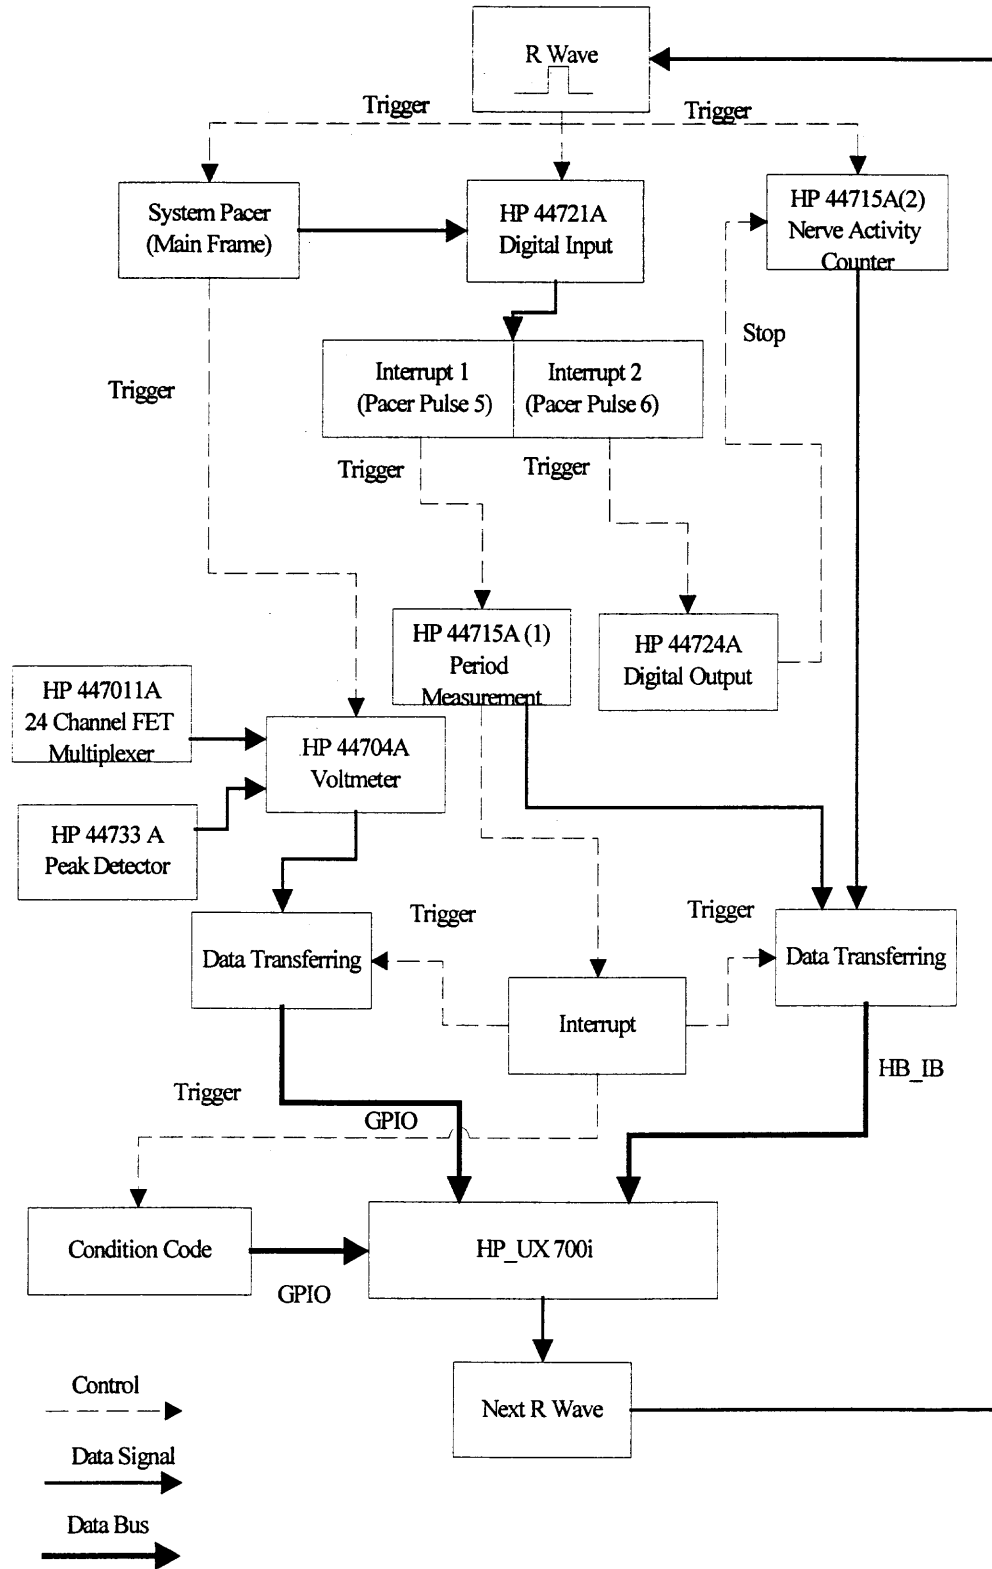 R Wave
Trigger
Trigger
System Pacer
(Main Frame)
HP 44721A
Digital Input
HP 44715A(2)
Nerve Activity
Counter
Stop
Trigger
Interrupt 1
(Pacer Pulse 5)
Interrupt 2
(Pacer Pulse 6)
Trigger
Trigger
HP 44715A (1)
Period
Measurement
HP 44724A
Digital Output
HP 447011A
24 Channel FET
Multiplexer
HP 44704A
Voltmeter
HP 44733 A
Peak Detector
Trigger
Trigger
Data Transferring
Data Transferring
Interrupt
HB_IB
Trigger
GPIO
Condition Code
HP_UX 700i
GPIO
Next R Wave
Control
Data Signal
Data Bus